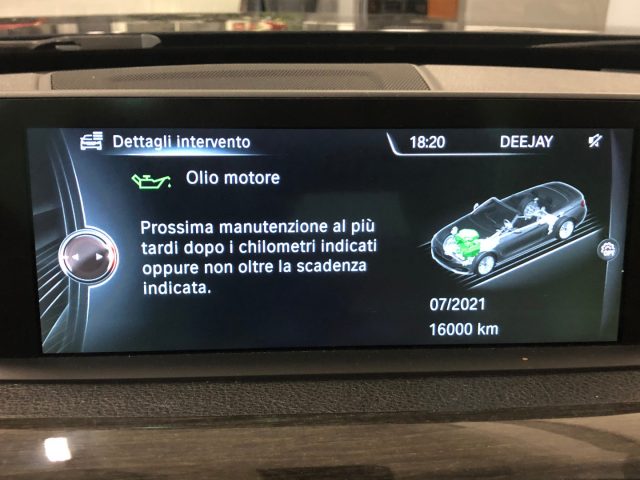 Dettagli intervento
18:20
DEEJAY
Olio motore
Prossima manutenzione al più
tardi dopo i chilometri indicati
oppure non oltre la scadenza
indicata.
07/2021
16000 km